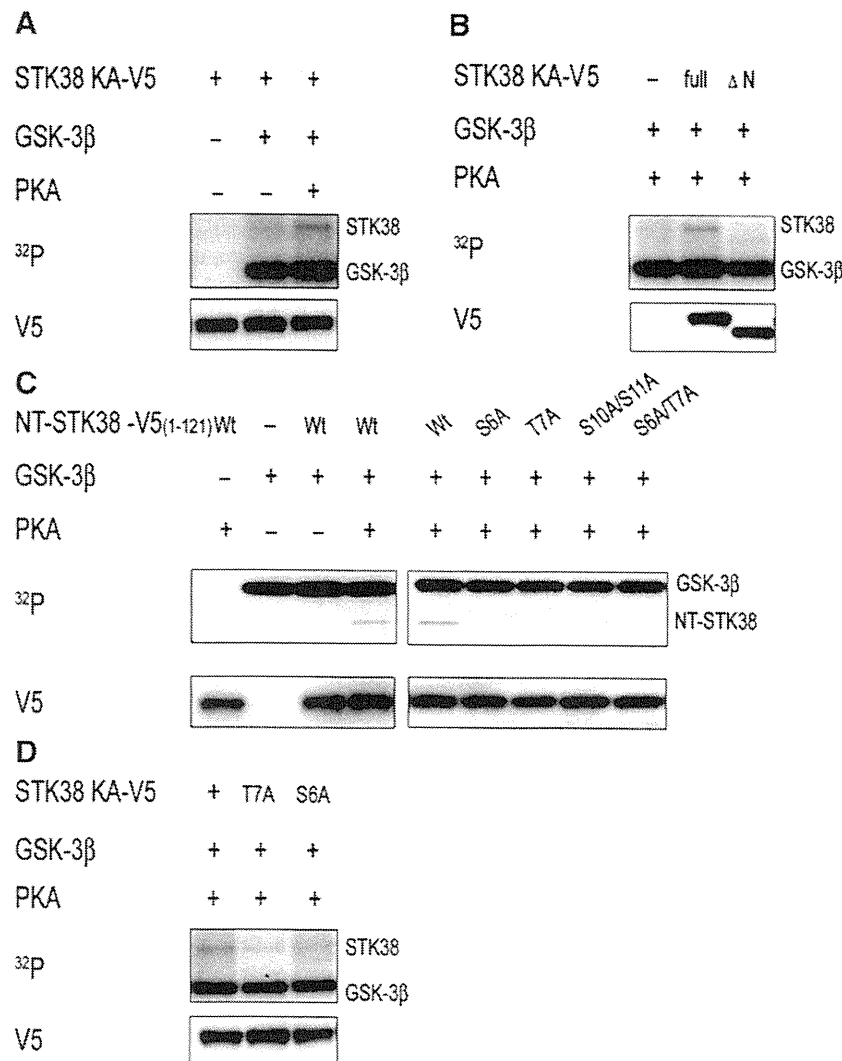 A
STK38 KA-V5 + + +
GSK-3β – + +
PKA – – +
32P
STK38
GSK-3β
V5
B
STK38 KA-V5 – full Δ N
GSK-3β + + +
PKA + + +
32P
STK38
GSK-3β
V5
C
NT-STK38 -V5(1-121) Wt – Wt Wt Wt S6A T7A S10A/S11A S6A/T7A
GSK-3β – + + + + + + + +
PKA + – – + + + + + +
32P
GSK-3β
NT-STK38
V5
D
STK38 KA-V5 + T7A S6A
GSK-3β + + +
PKA + + +
32P
STK38
GSK-3β
V5